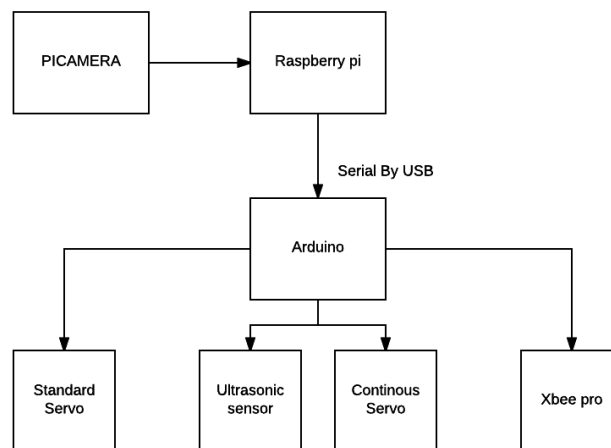 PICAMERA
Raspberry pi
Serial By USB
Arduino
Standard
Servo
Ultrasonic
sensor
Continous
Servo
Xbee pro